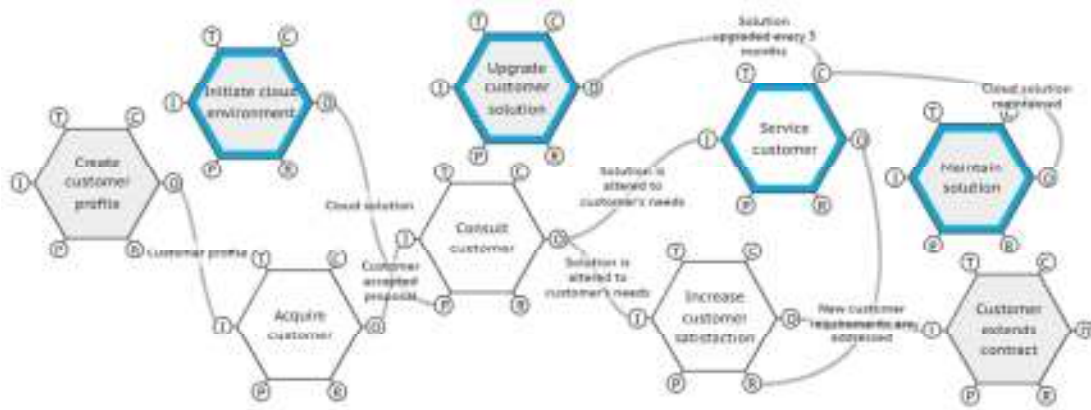 Solution
upgraded every 3
months
Upgrade
customer
solution
Initiate cloud
environment
Cloud solution
maintained
Service
customer
Create
customer
profile
Maintain
solution
Solution is
altered to
customer's needs
Cloud solution
Consult
customer
Customer profile
Customer
accepted
proposal
Solution is
altered to
customer's needs
Acquire
customer
Increase
customer
satisfaction
New customer
requirements are
addressed
Customer
extends
contract
T
C
I
O
P
R
T
C
I
O
P
R
T
C
I
O
P
R
T
C
I
O
P
R
T
C
I
O
P
R
T
C
I
O
P
R
T
C
I
O
P
R
I
O
P
R
T
C
I
O
P
R